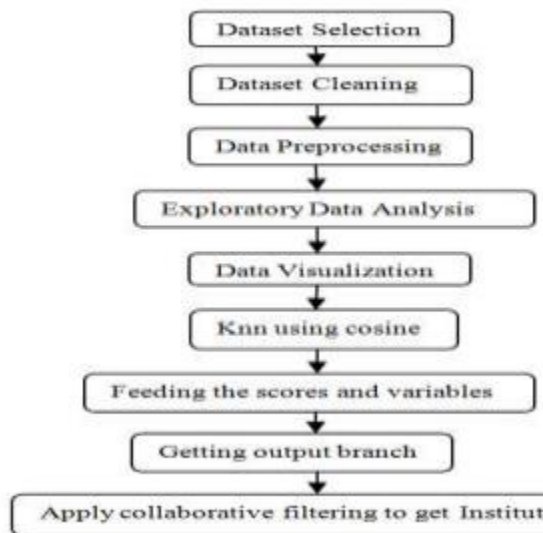 Dataset Selection
Dataset Cleaning
Data Preprocessing
Exploratory Data Analysis
Data Visualization
Knn using cosine
Feeding the scores and variables
Getting output branch
Apply collaborative filtering to get Institut